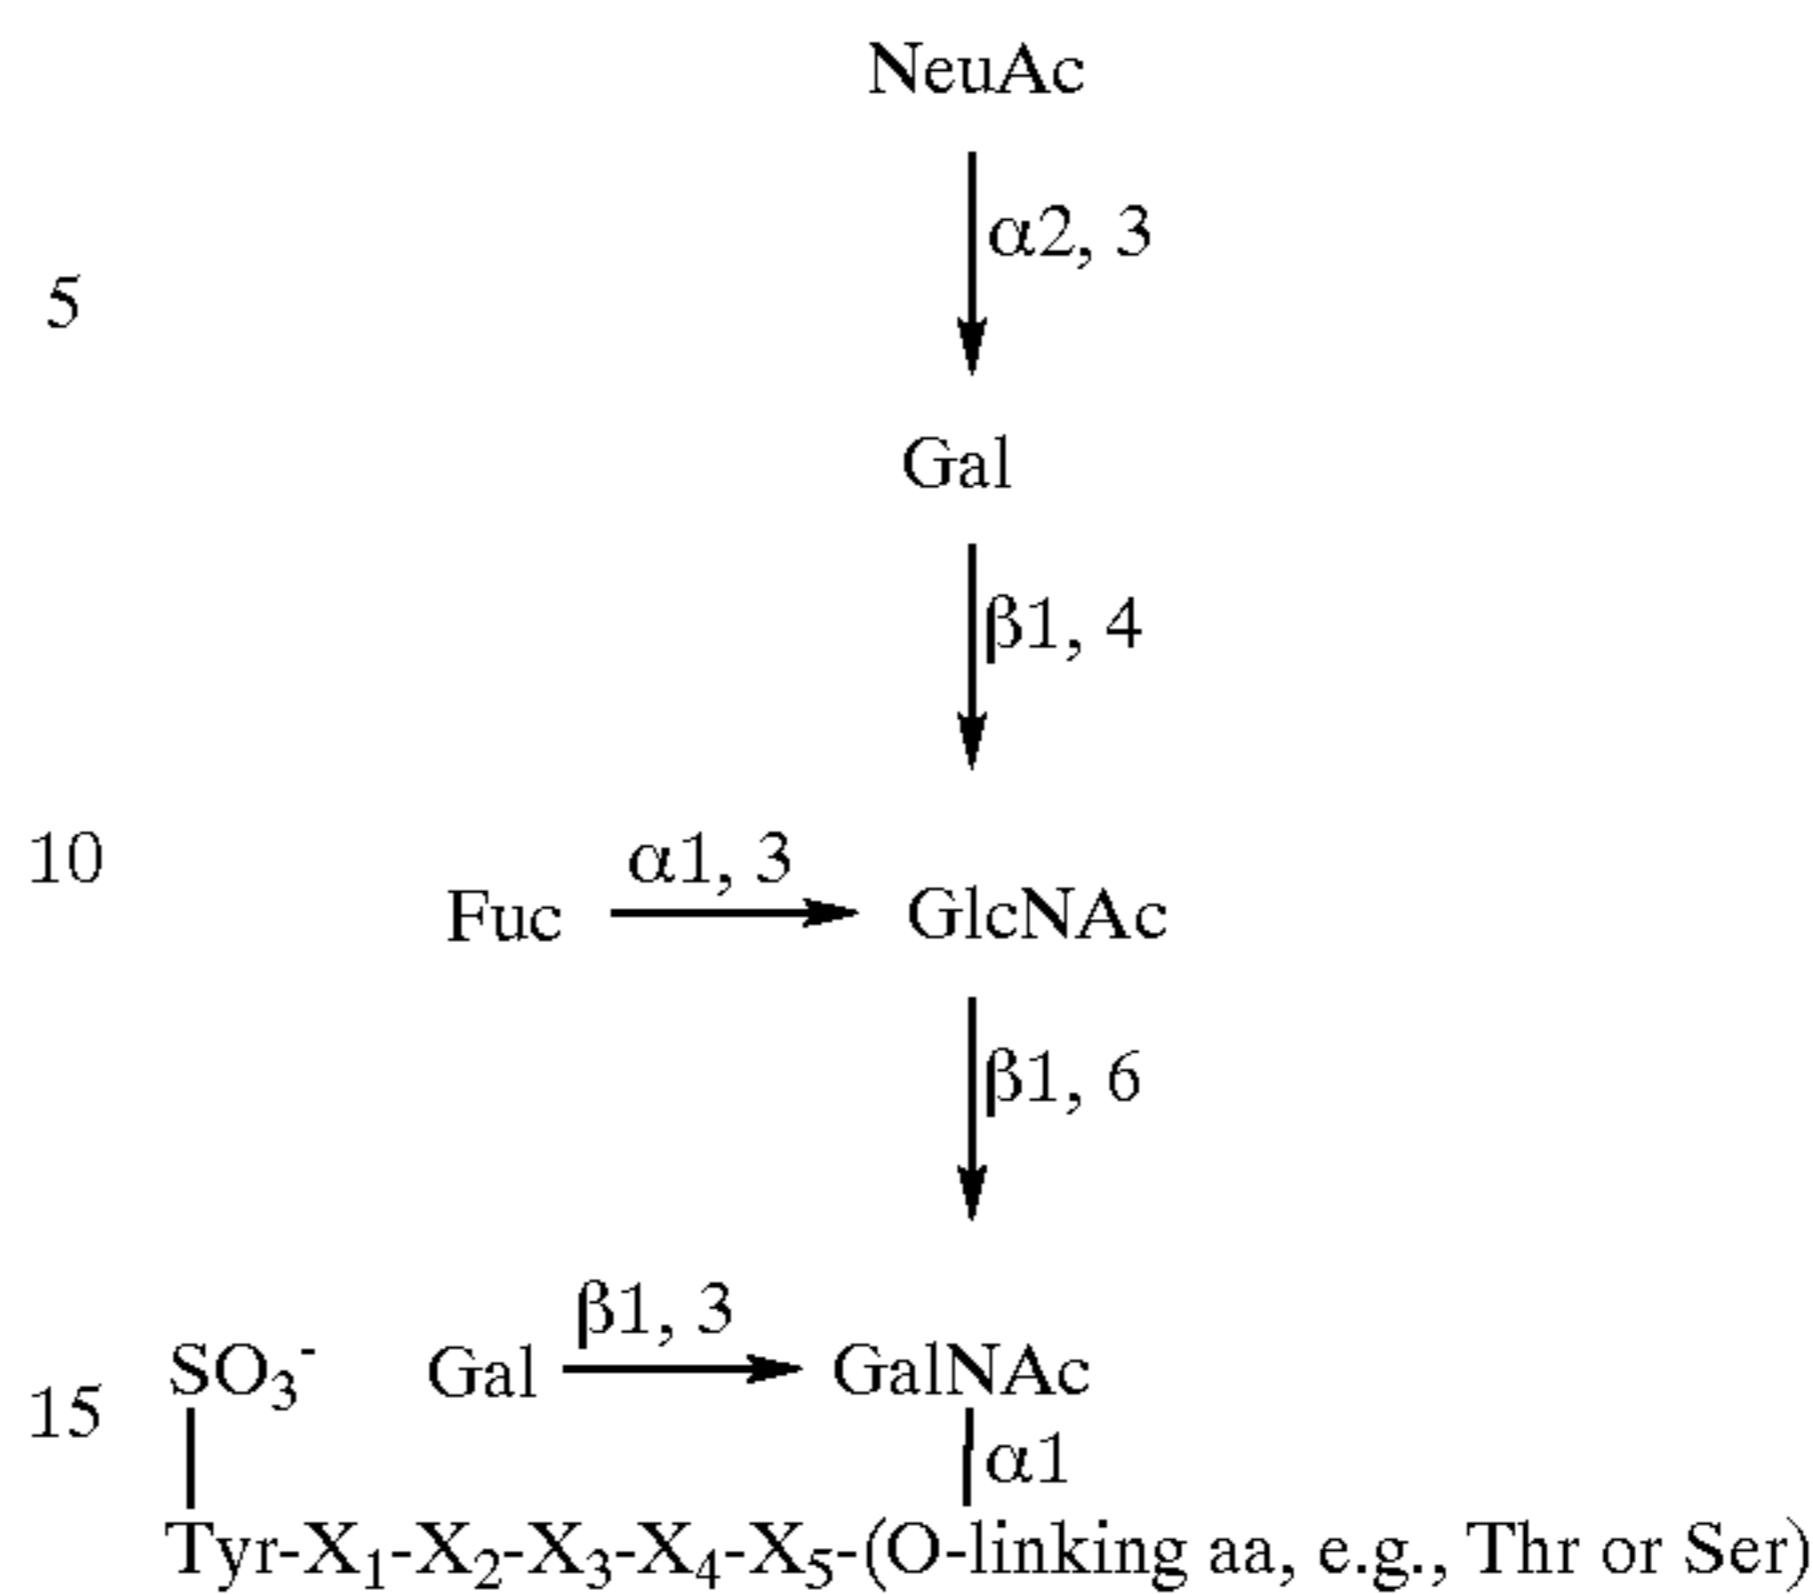 NeuAc
α2, 3
5
Gal
β1, 4
10
α1, 3
Fuc GlcNAc
β1, 6
β1, 3
SO₃⁻ Gal GalNAc
15
α1
Tyr-X₁-X₂-X₃-X₄-X₅-(O-linking aa, e.g., Thr or Ser)